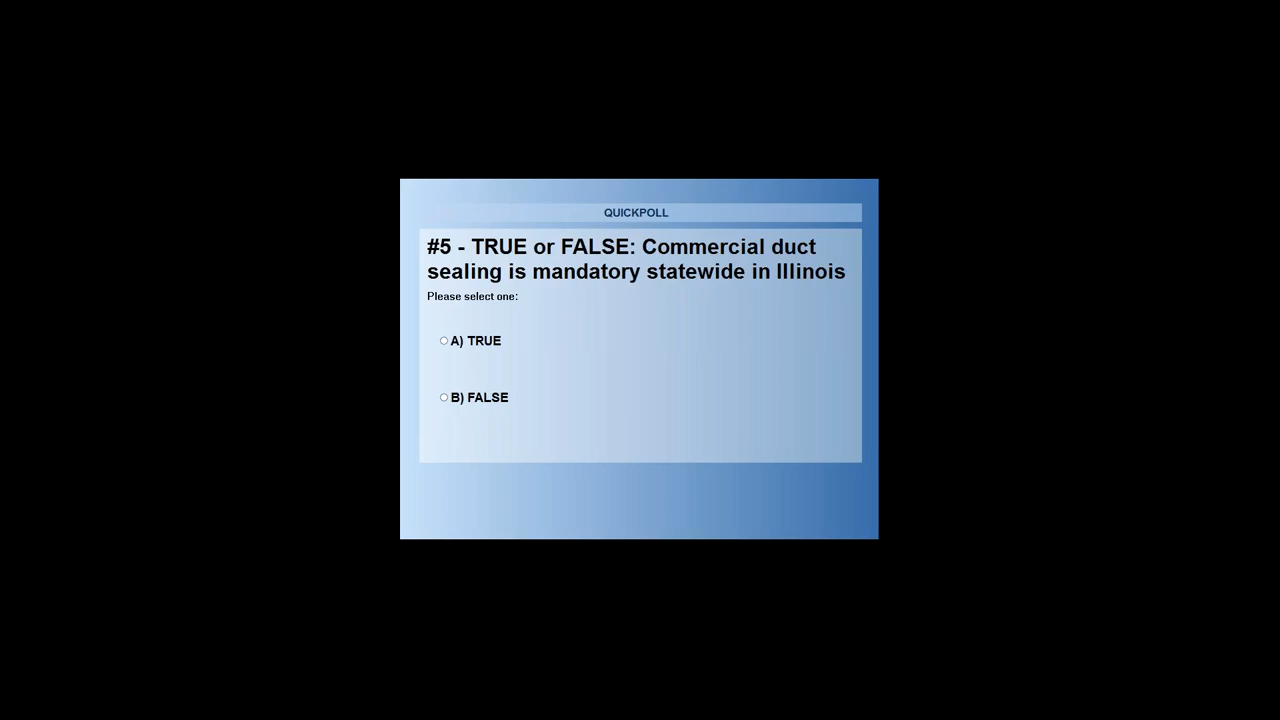 QUICKPOLL
#5 - TRUE or FALSE: Commercial duct
sealing is mandatory statewide in Illinois
Please select one:
A) TRUE
B) FALSE